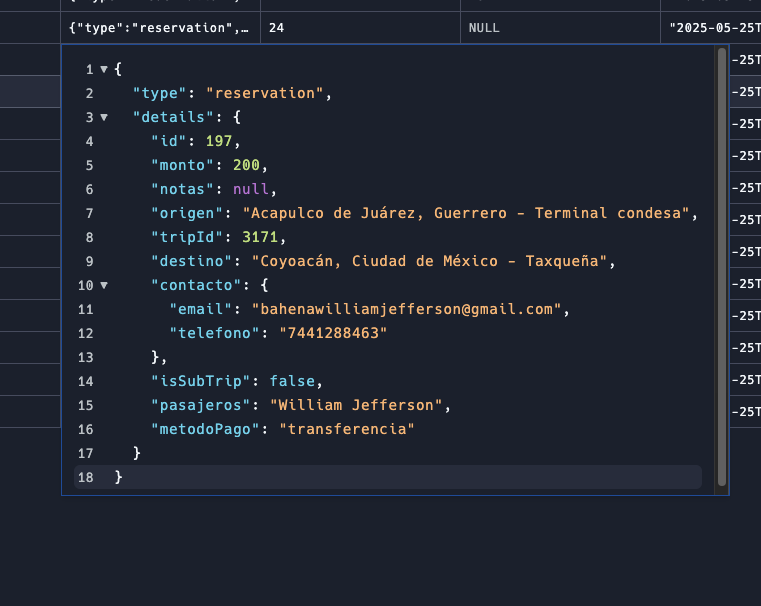 {"type":"reservation",… 24 NULL "2025-05-25T
1 {
2 "type": "reservation",
3 "details": {
4 "id": 197,
5 "monto": 200,
6 "notas": null,
7 "origen": "Acapulco de Juárez, Guerrero - Terminal condesa",
8 "tripId": 3171,
9 "destino": "Coyoacán, Ciudad de México - Taxqueña",
10 "contacto": {
11 "email": "bahenawilliamjefferson@gmail.com",
12 "telefono": "7441288463"
13 },
14 "isSubTrip": false,
15 "pasajeros": "William Jefferson",
16 "metodoPago": "transferencia"
17 }
18 }
-25T
-25T
-25T
-25T
-25T
-25T
-25T
-25T
-25T
-25T
-25T
-25T